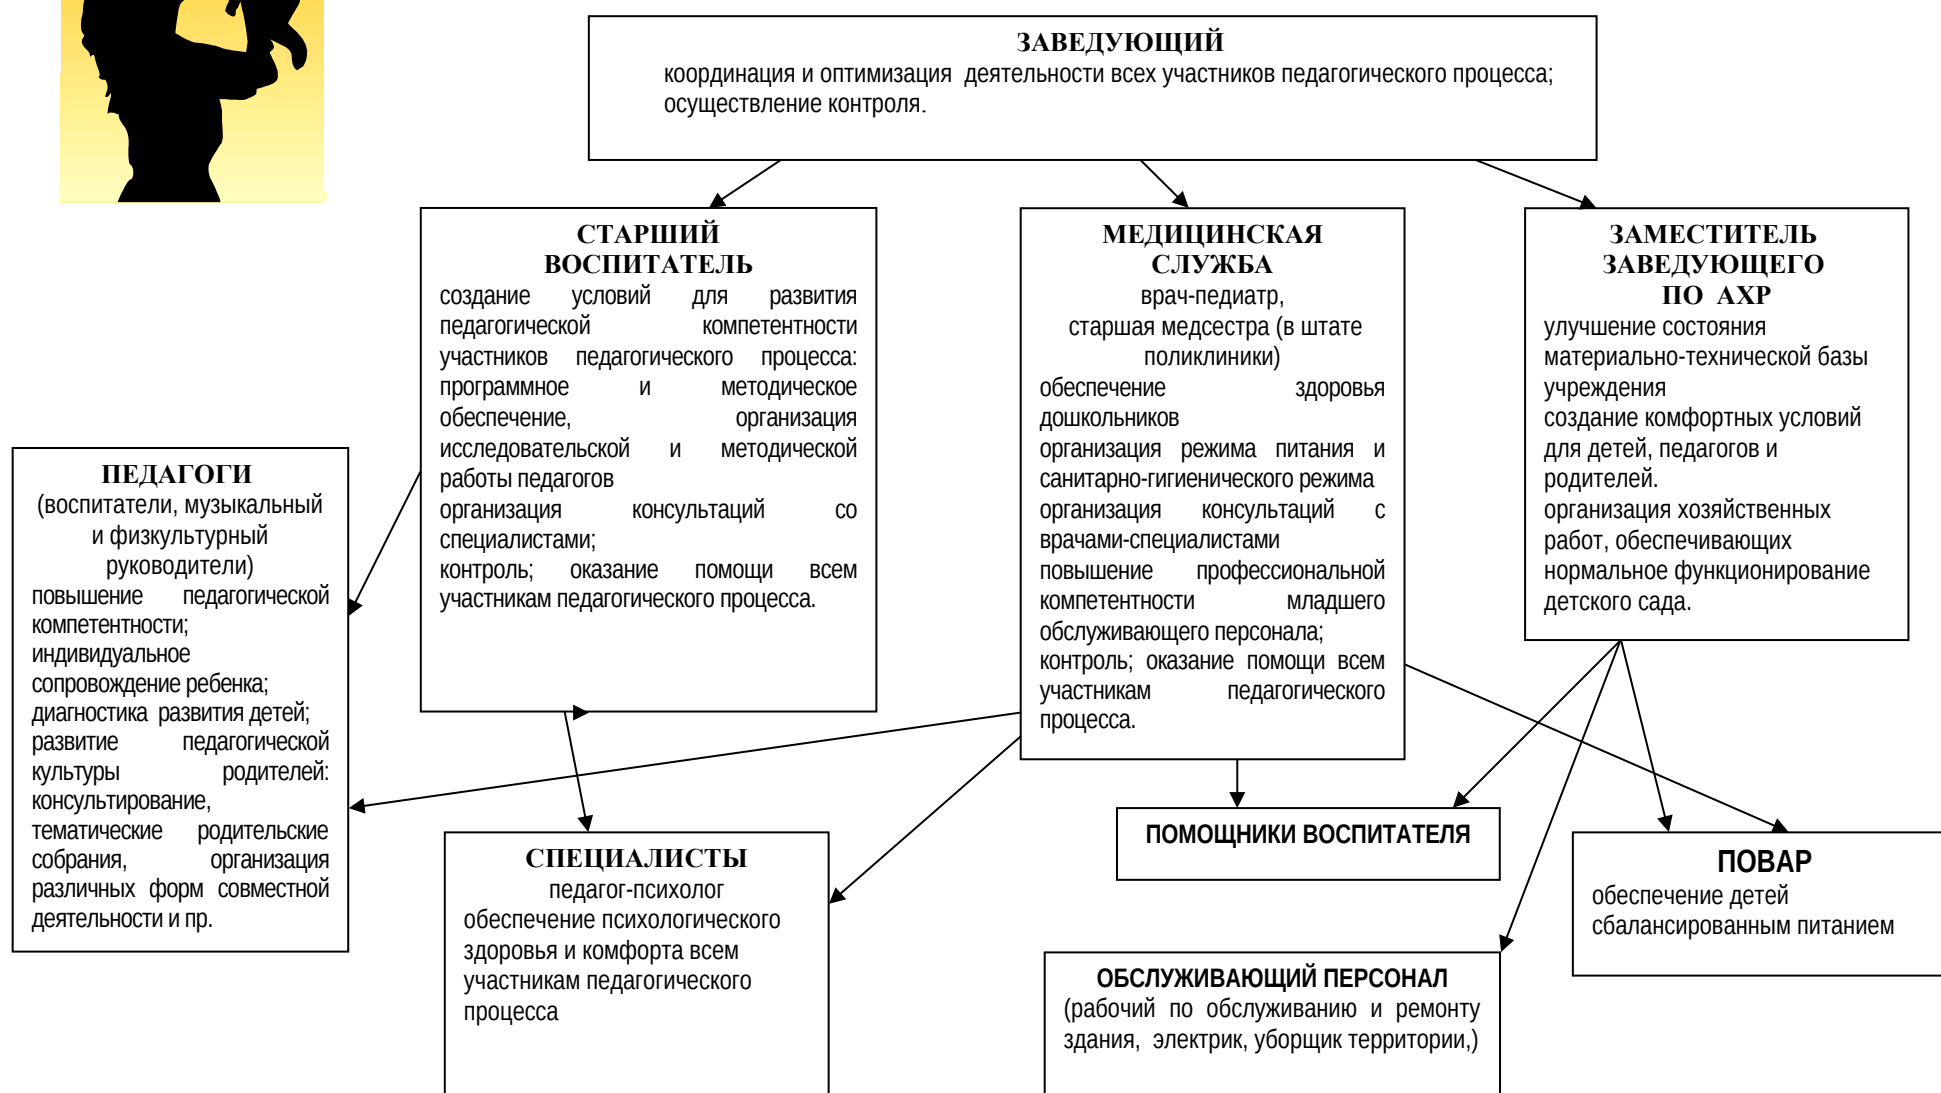 ЗАВЕДУЮЩИЙ
координация и оптимизация  деятельности всех участников педагогического процесса;
осуществление контроля.
СТАРШИЙ
ВОСПИТАТЕЛЬ
создание условий для развития
педагогической компетентности
участников педагогического процесса:
программное и методическое
обеспечение, организация
исследовательской и методической
работы педагогов
организация консультаций со
специалистами;
контроль; оказание помощи всем
участникам педагогического процесса.
МЕДИЦИНСКАЯ
СЛУЖБА
врач-педиатр,
старшая медсестра (в штате
поликлиники)
обеспечение здоровья
дошкольников
организация режима питания и
санитарно-гигиенического режима
организация консультаций с
врачами-специалистами
повышение профессиональной
компетентности младшего
обслуживающего персонала;
контроль; оказание помощи всем
участникам педагогического
процесса.
ЗАМЕСТИТЕЛЬ
ЗАВЕДУЮЩЕГО
ПО  АХР
улучшение состояния
материально-технической базы
учреждения
создание комфортных условий
для детей, педагогов и
родителей.
организация хозяйственных
работ, обеспечивающих
нормальное функционирование
детского сада.
ПЕДАГОГИ
(воспитатели, музыкальный
и физкультурный
руководители)
повышение педагогической
компетентности;
индивидуальное
сопровождение ребенка;
диагностика  развития детей;
развитие педагогической
культуры родителей:
консультирование,
тематические родительские
собрания, организация
различных форм совместной
деятельности и пр.
СПЕЦИАЛИСТЫ
педагог-психолог
обеспечение психологического
здоровья и комфорта всем
участникам педагогического
процесса
ПОМОЩНИКИ ВОСПИТАТЕЛЯ
ПОВАР
обеспечение детей
сбалансированным питанием
ОБСЛУЖИВАЮЩИЙ ПЕРСОНАЛ
(рабочий по обслуживанию и ремонту
здания,  электрик, уборщик территории,)